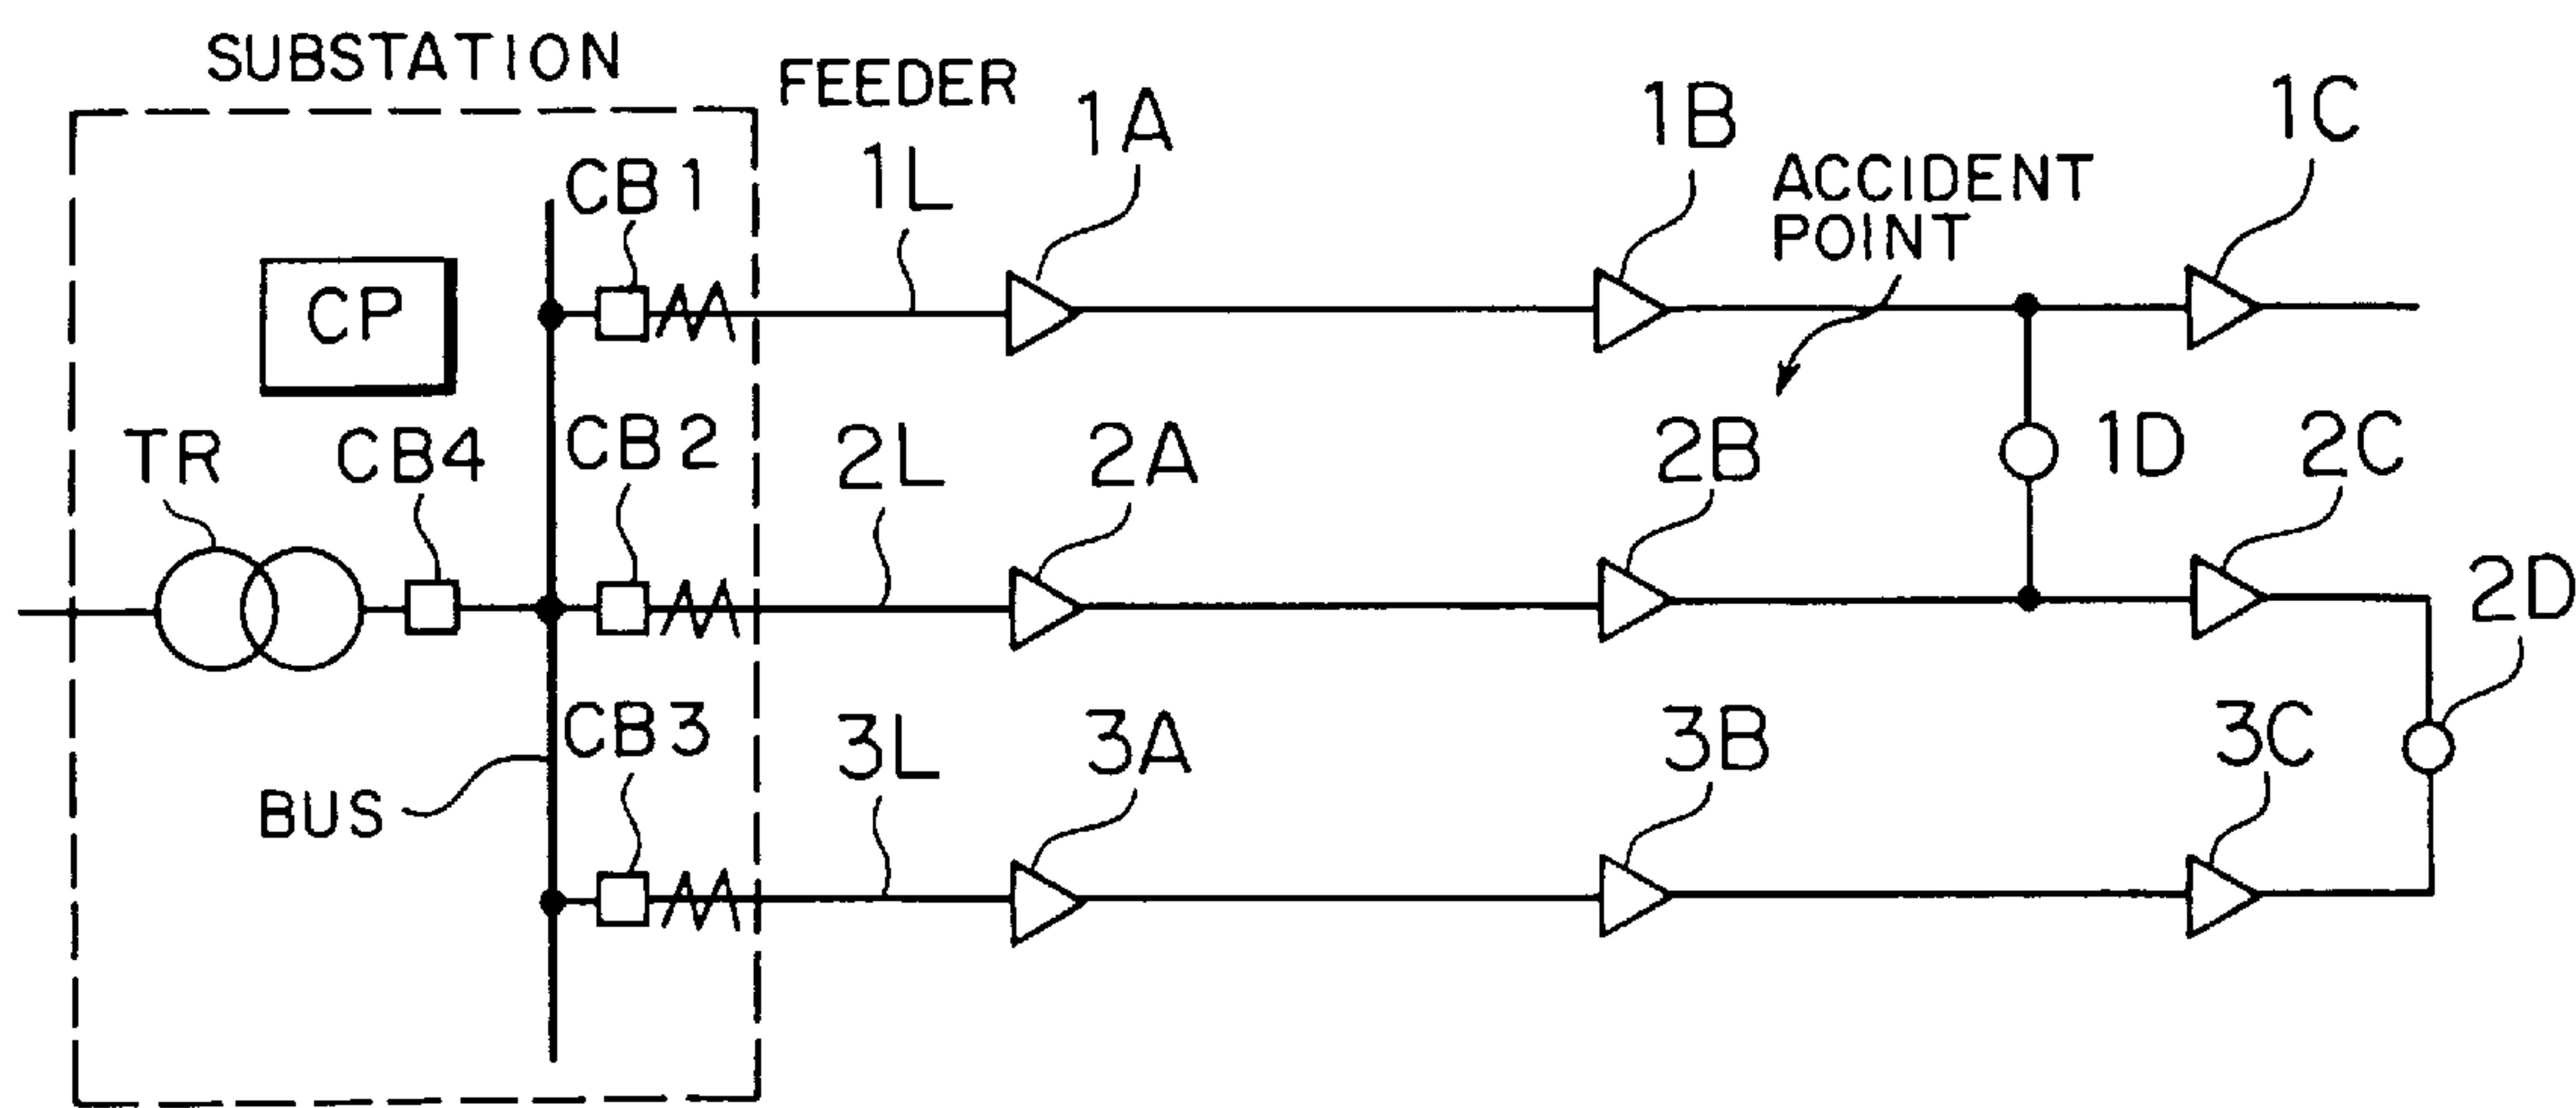 SUBSTATION
FEEDER
1A
1B
1C
ACCIDENT
POINT
CB1
1L
CP
TR
CB4
CB2
2L
2A
2B
1D
2C
2D
CB3
3L
3A
3B
3C
BUS